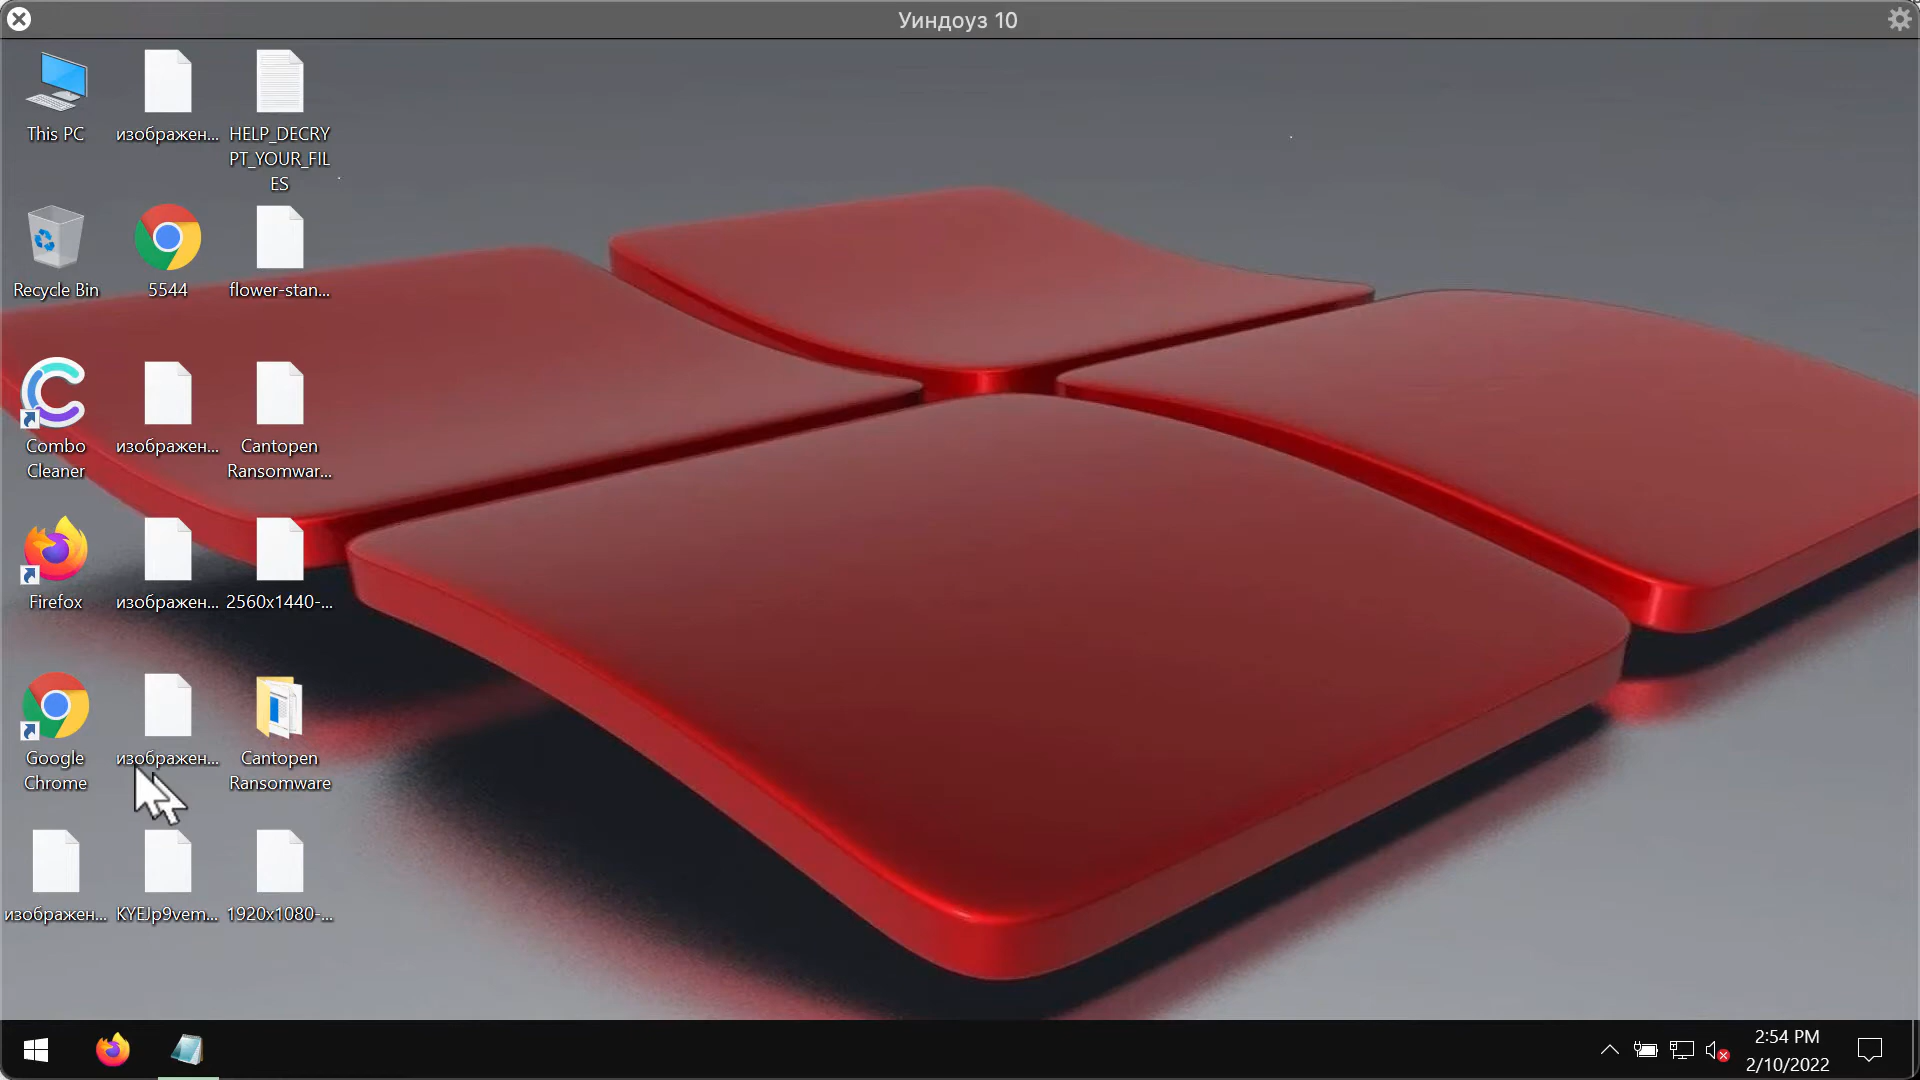 Уиндоуз 10
This PC
изображен...
HELP_DECRY
PT_YOUR_FIL
ES
Recycle Bin
5544
flower-stan...
Combo
Cleaner
изображен...
Cantopen
Ransomwar...
Firefox
изображен...
2560x1440-...
Google
Chrome
изображен...
Cantopen
Ransomware
изображен...
KYEJp9vem...
1920x1080-...
2:54 PM
2/10/2022